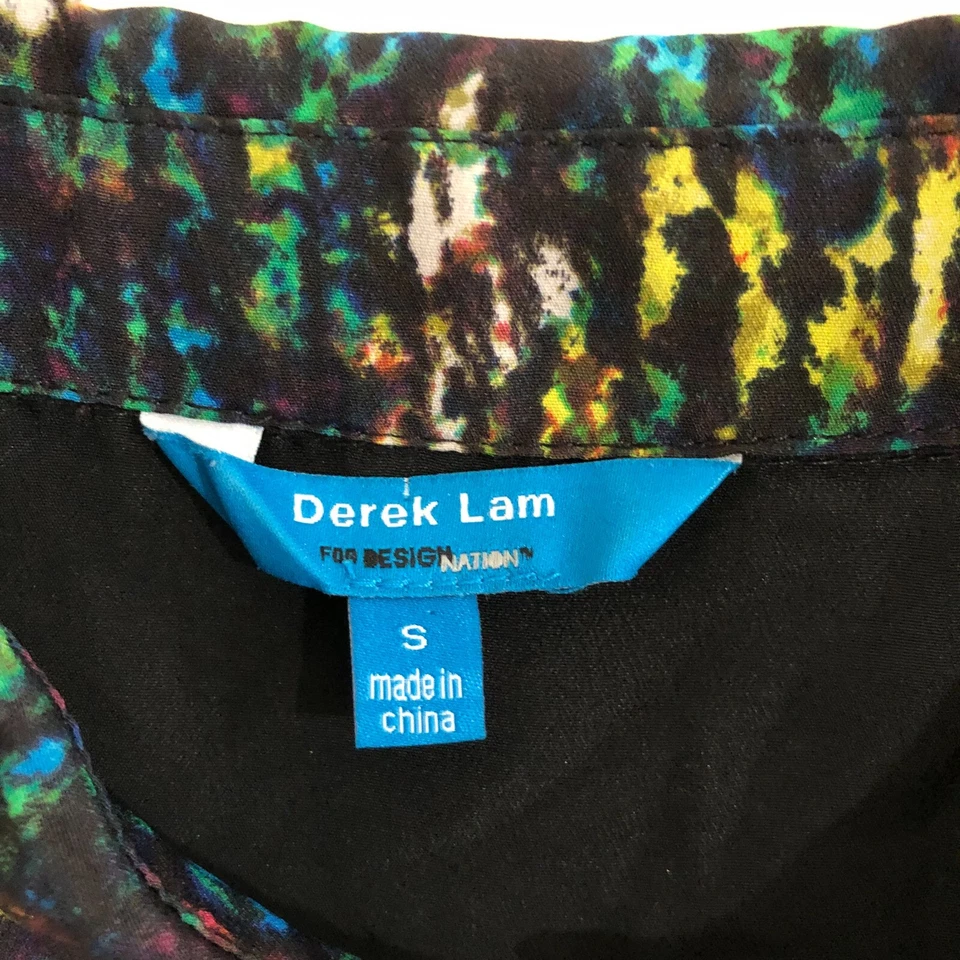 Derek Lam
FOR DESIGNNATION™
S
made in
china